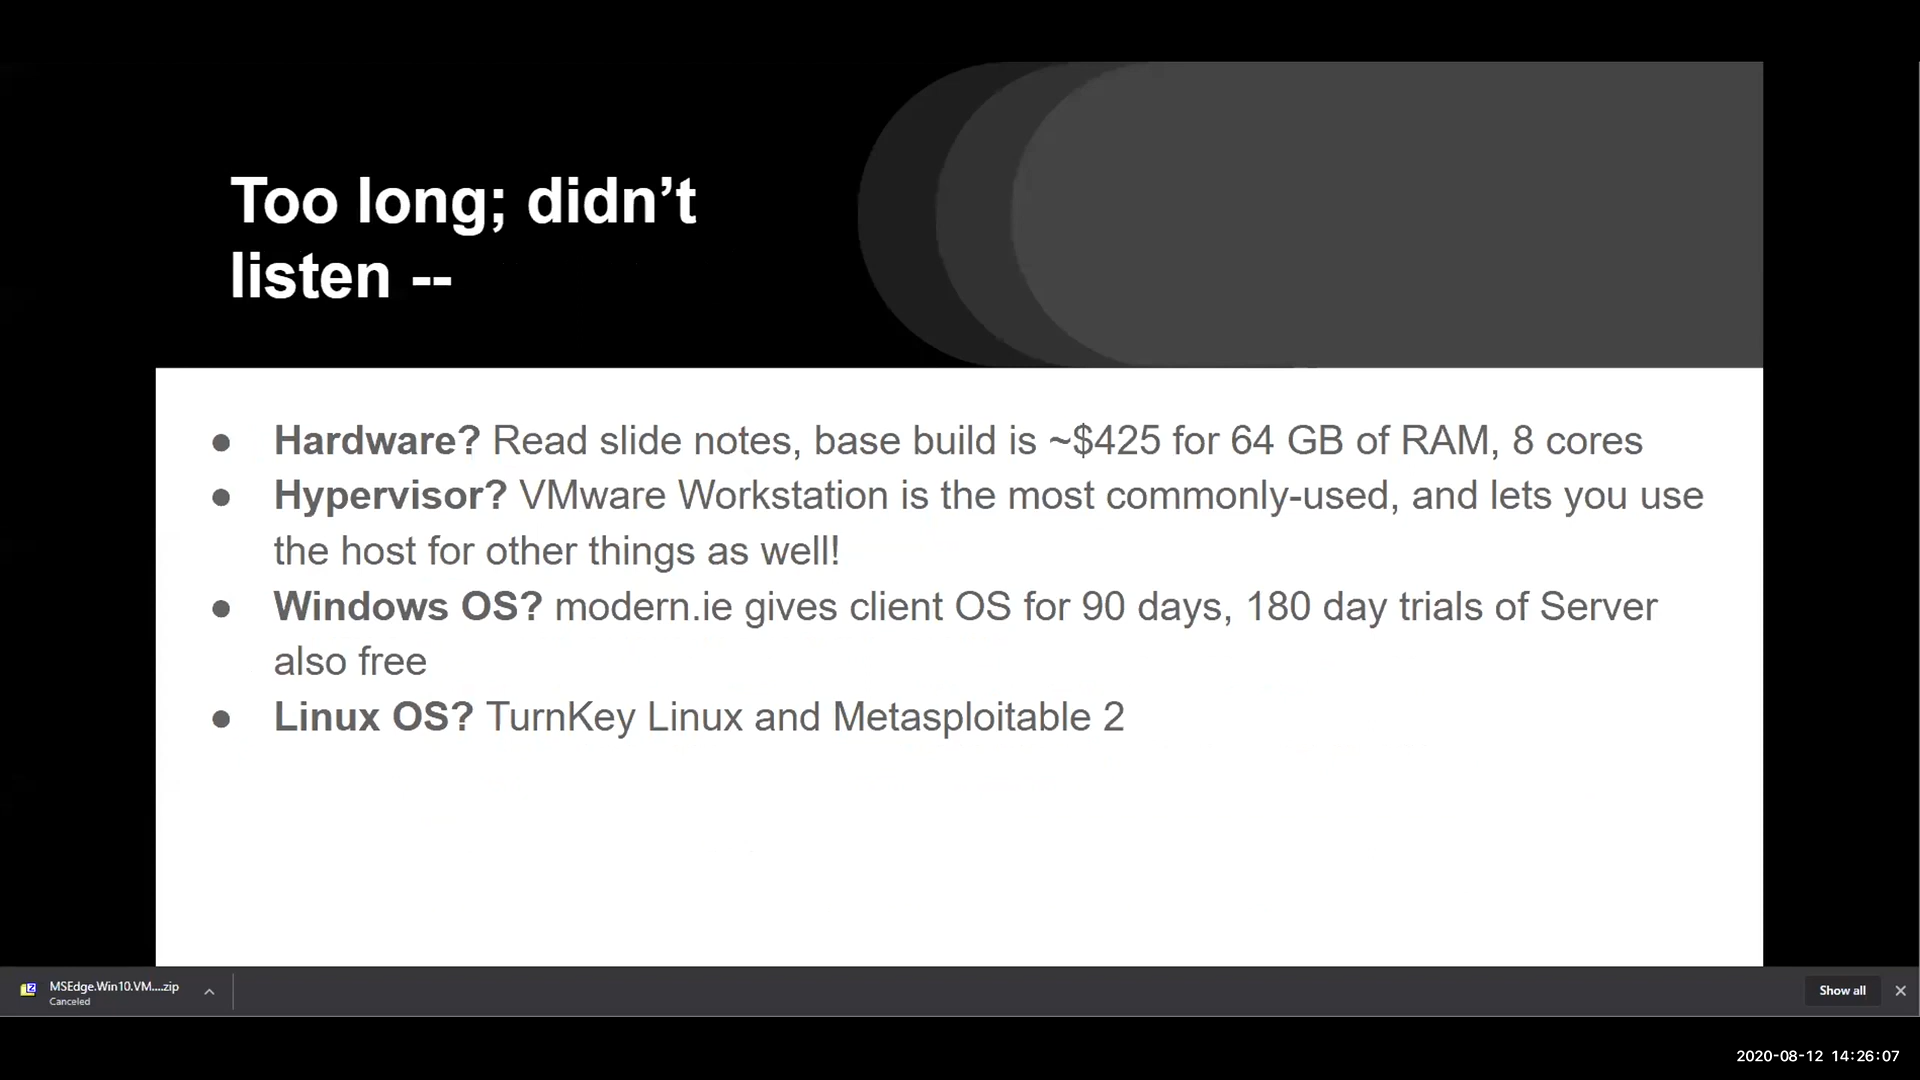 Too long; didn’t
listen --
● Hardware? Read slide notes, base build is ~$425 for 64 GB of RAM, 8 cores
● Hypervisor? VMware Workstation is the most commonly-used, and lets you use
the host for other things as well!
● Windows OS? modern.ie gives client OS for 90 days, 180 day trials of Server
also free
● Linux OS? TurnKey Linux and Metasploitable 2
MSEdge.Win10.VM....zip
Canceled
Show all
2020-08-12 14:26:07